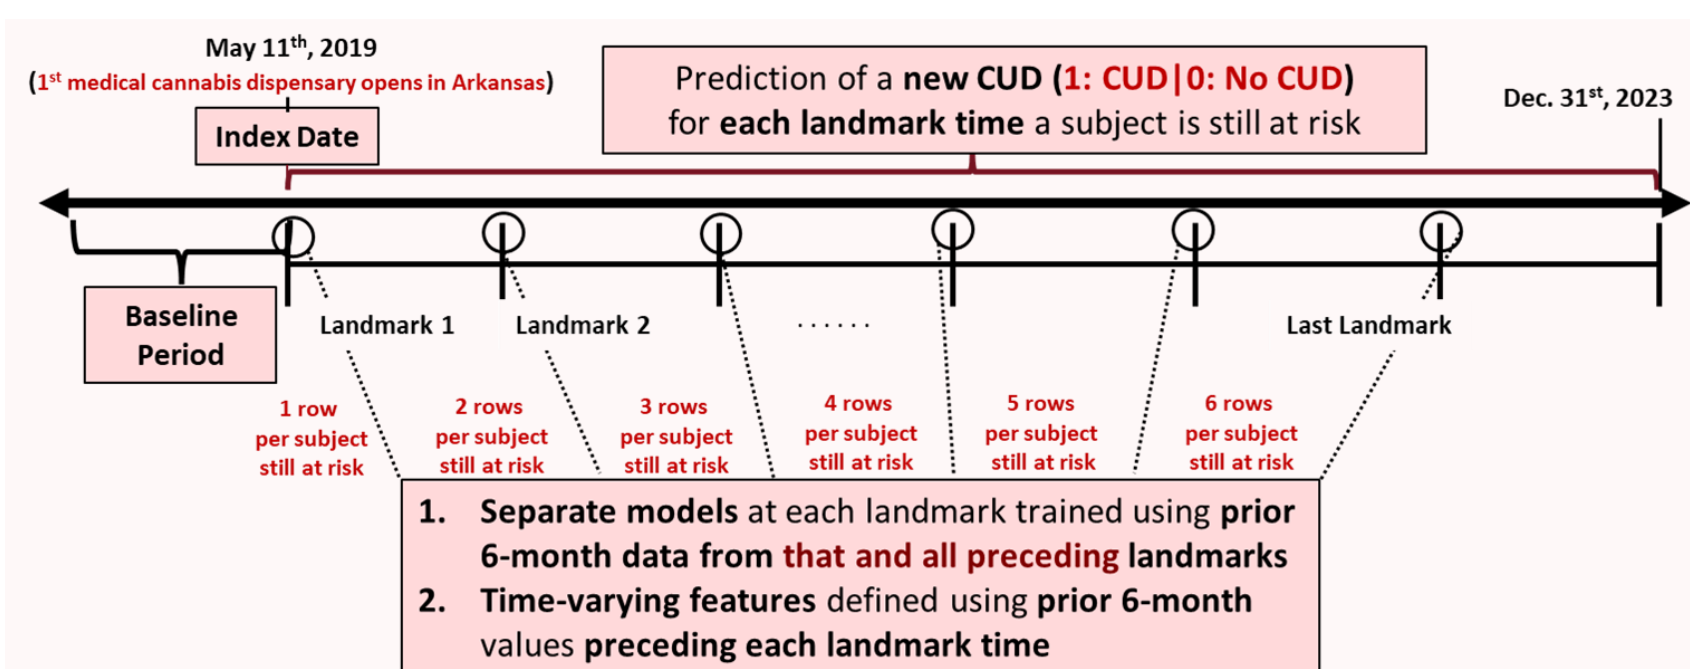 May 11th, 2019
(1st medical cannabis dispensary opens in Arkansas)
Index Date
Prediction of a new CUD (1: CUD|0: No CUD)
for each landmark time a subject is still at risk
Dec. 31st, 2023
Baseline
Period
Landmark 1
Landmark 2
. . . . . .
Last Landmark
1 row
per subject
still at risk
2 rows
per subject
still at risk
3 rows
per subject
still at risk
4 rows
per subject
still at risk
5 rows
per subject
still at risk
6 rows
per subject
still at risk
1. Separate models at each landmark trained using prior
6-month data from that and all preceding landmarks
2. Time-varying features defined using prior 6-month
values preceding each landmark time